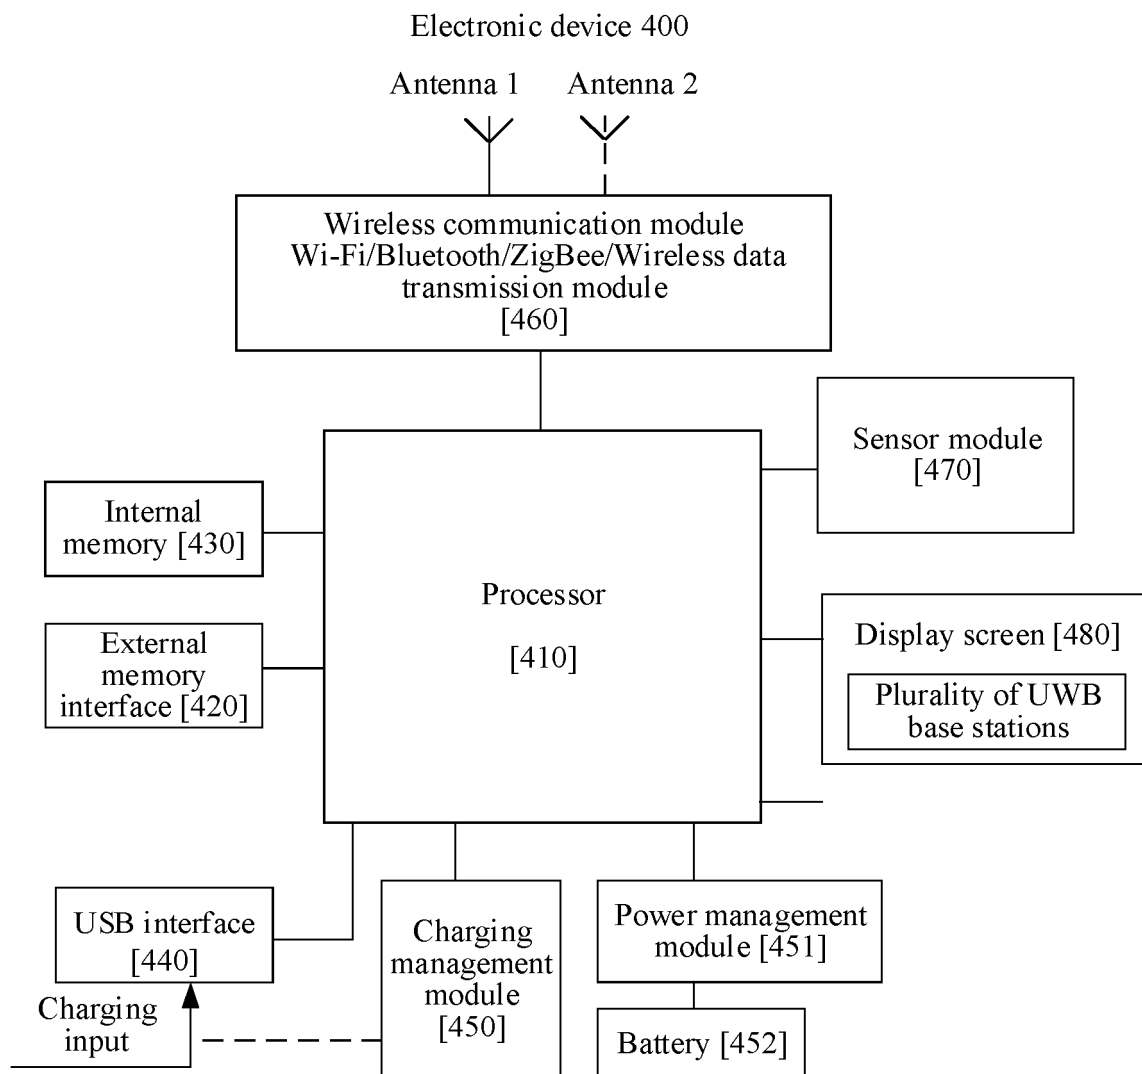 Electronic device 400
Antenna 1
Antenna 2
Wireless communication module
Wi-Fi/Bluetooth/ZigBee/Wireless data
transmission module
[460]
Sensor module
[470]
Internal
memory [430]
Processor
[410]
External
memory
interface [420]
Display screen [480]
Plurality of UWB
base stations
USB interface
[440]
Charging
management
module
[450]
Power management
module [451]
Charging
input
Battery [452]